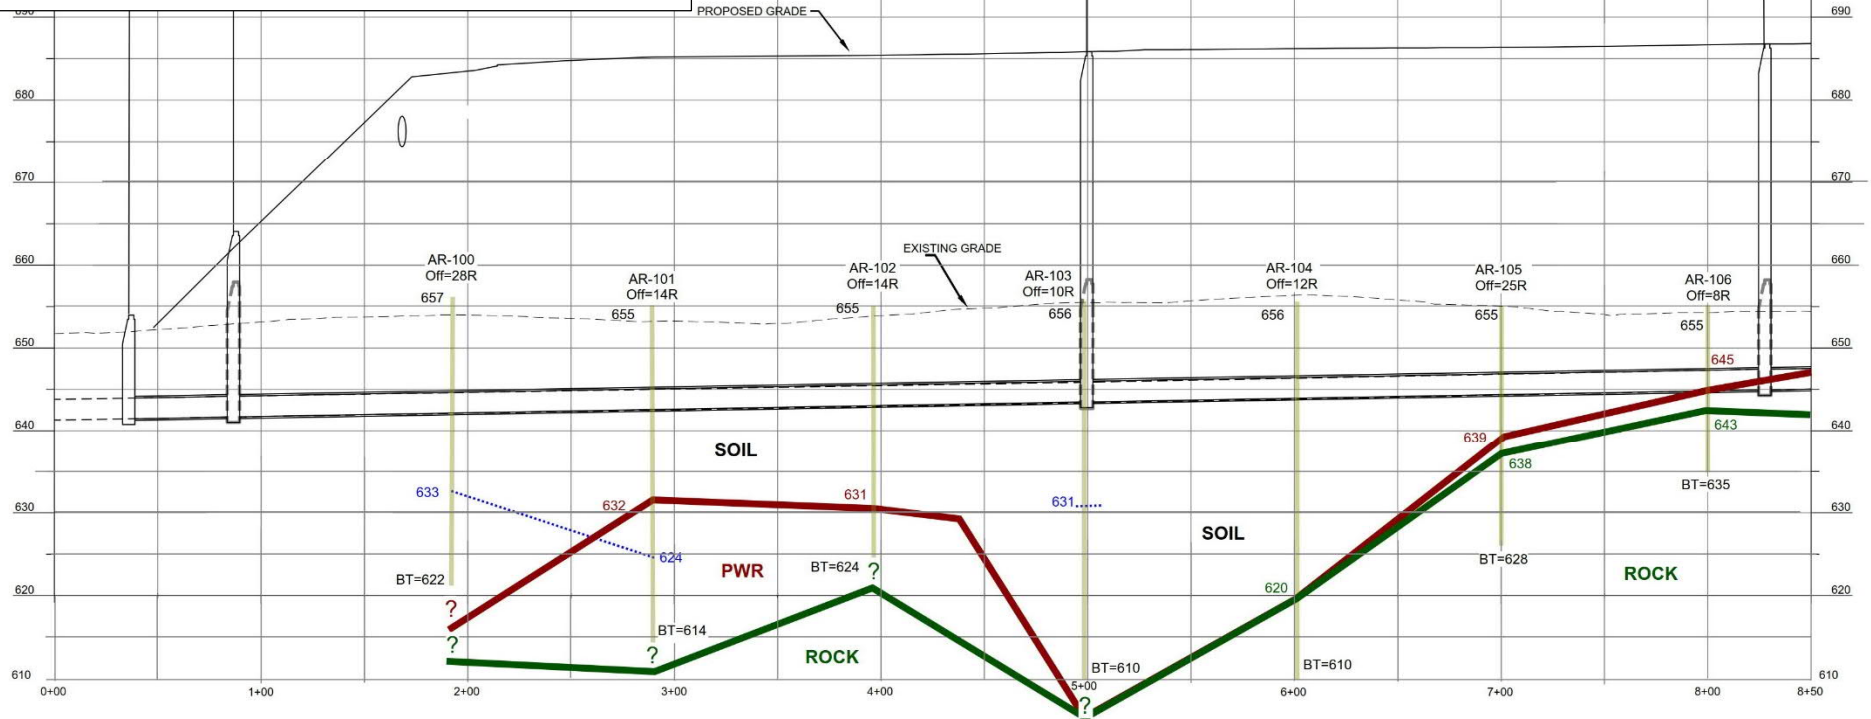 PROPOSED GRADE
690
690
680
680
670
670
EXISTING GRADE
660
660
AR-100
Off=28R
657
AR-101
Off=14R
655
AR-102
Off=14R
655
AR-103
Off=10R
656
AR-104
Off=12R
656
AR-105
Off=25R
655
AR-106
Off=8R
655
650
650
645
640
640
SOIL
639
638
643
633
632
631
631
BT=635
630
630
SOIL
624
PWR
BT=624
?
BT=628
ROCK
BT=622
620
620
620
?
?
BT=614
?
ROCK
BT=610
BT=610
610
610
?
0+00
1+00
2+00
3+00
4+00
5+00
6+00
7+00
8+00
8+50